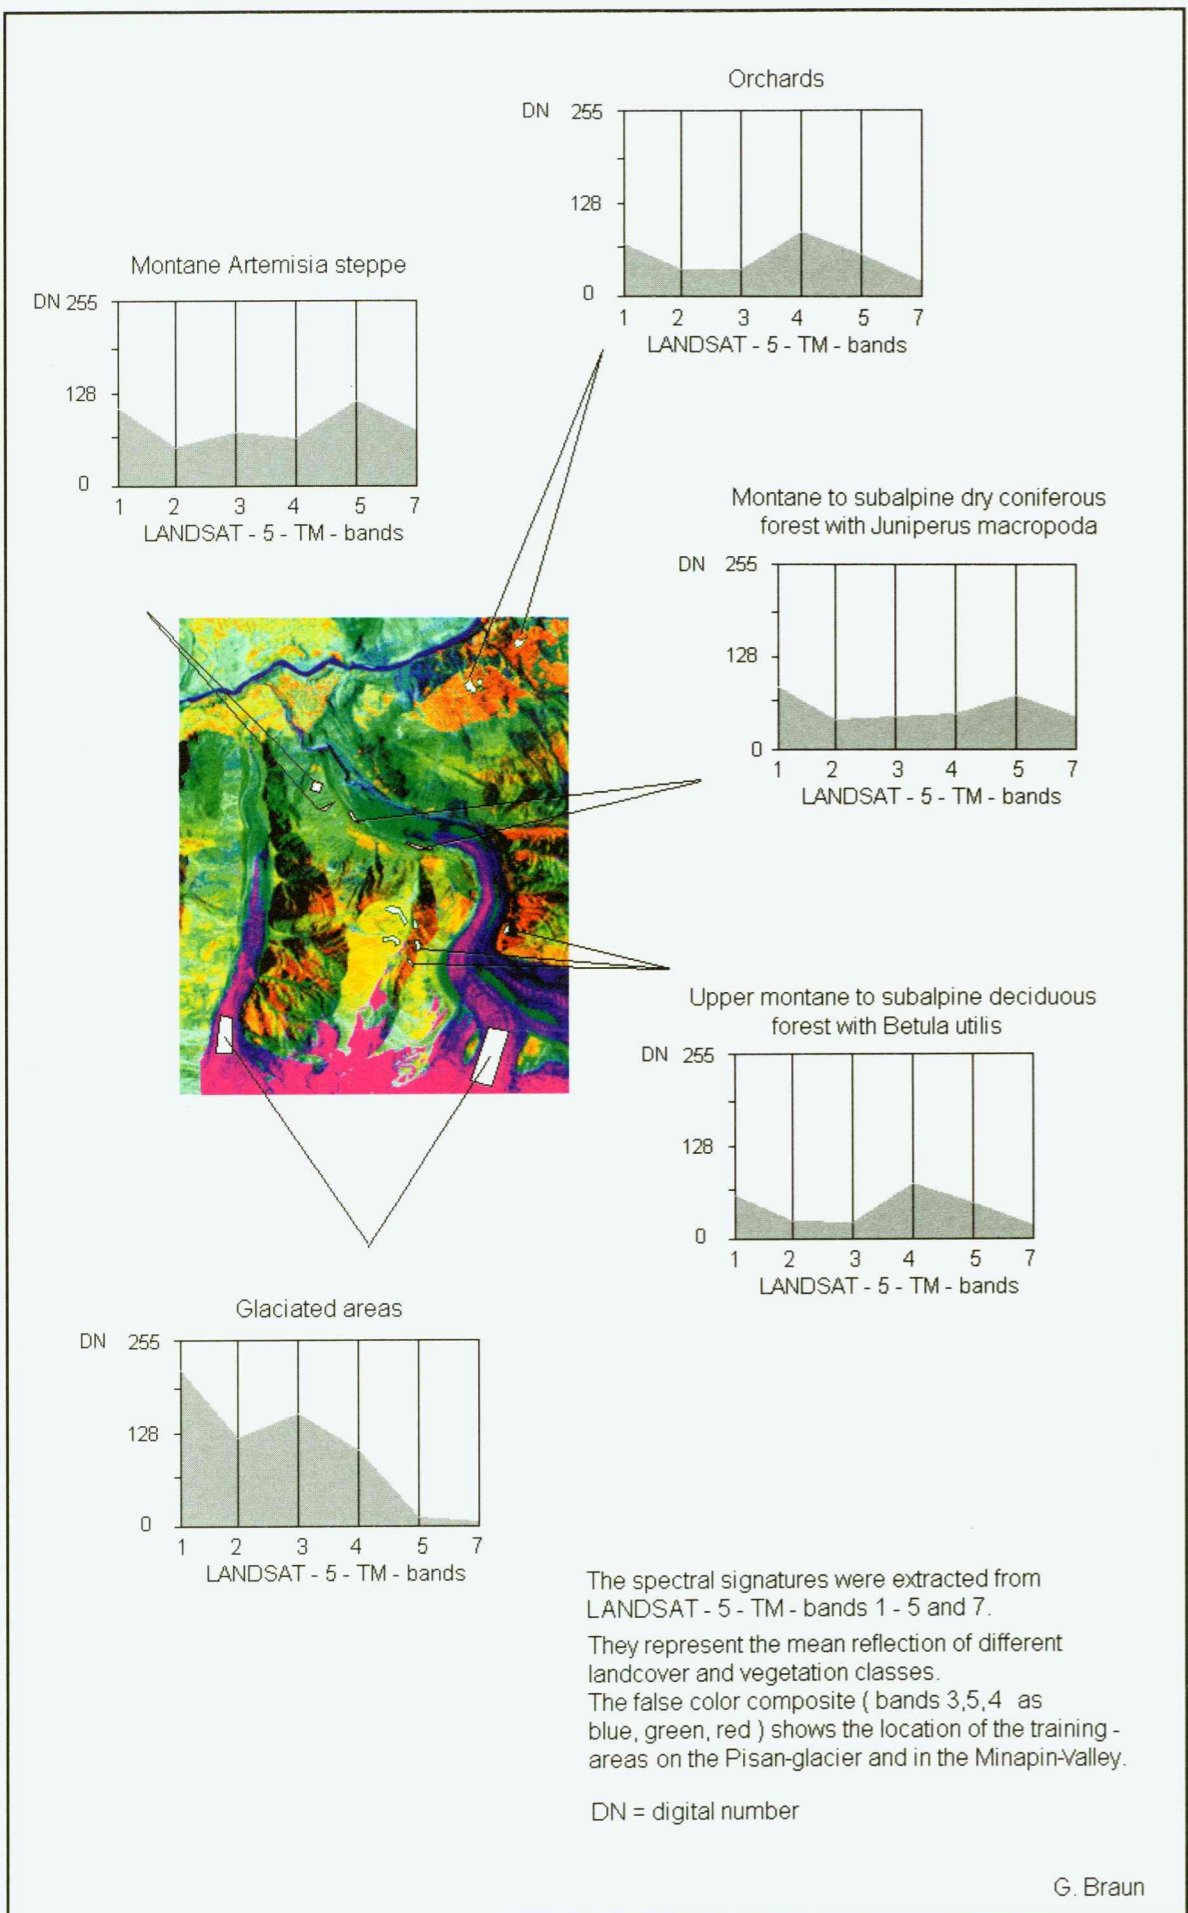 Orchards
DN 255
128
0
1 2 3 4 5 7
LANDSAT - 5 - TM - bands
Montane Artemisia steppe
DN 255
128
0
1 2 3 4 5 7
LANDSAT - 5 - TM - bands
Montane to subalpine dry coniferous
forest with Juniperus macropoda
DN 255
128
0
1 2 3 4 5 7
LANDSAT - 5 - TM - bands
Upper montane to subalpine deciduous
forest with Betula utilis
DN 255
128
0
1 2 3 4 5 7
LANDSAT - 5 - TM - bands
Glaciated areas
DN 255
128
0
1 2 3 4 5 7
LANDSAT - 5 - TM - bands
The spectral signatures were extracted from
LANDSAT - 5 - TM - bands 1 - 5 and 7.
They represent the mean reflection of different
landcover and vegetation classes.
The false color composite ( bands 3,5,4 as
blue, green, red ) shows the location of the training -
areas on the Pisan-glacier and in the Minapin-Valley.
DN = digital number
G. Braun